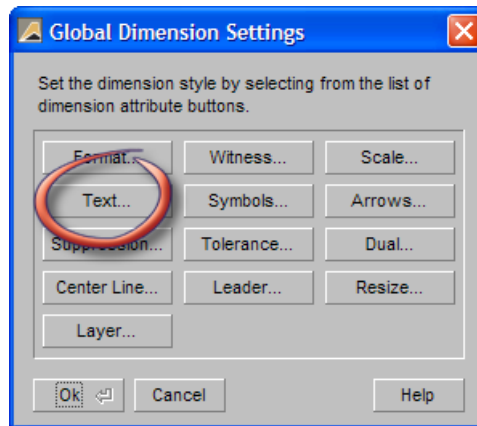 Global Dimension Settings
Set the dimension style by selecting from the list of
dimension attribute buttons.
Format... Witness... Scale...
Text... Symbols... Arrows...
Suppression... Tolerance... Dual...
Center Line... Leader... Resize...
Layer...
Ok Cancel Help